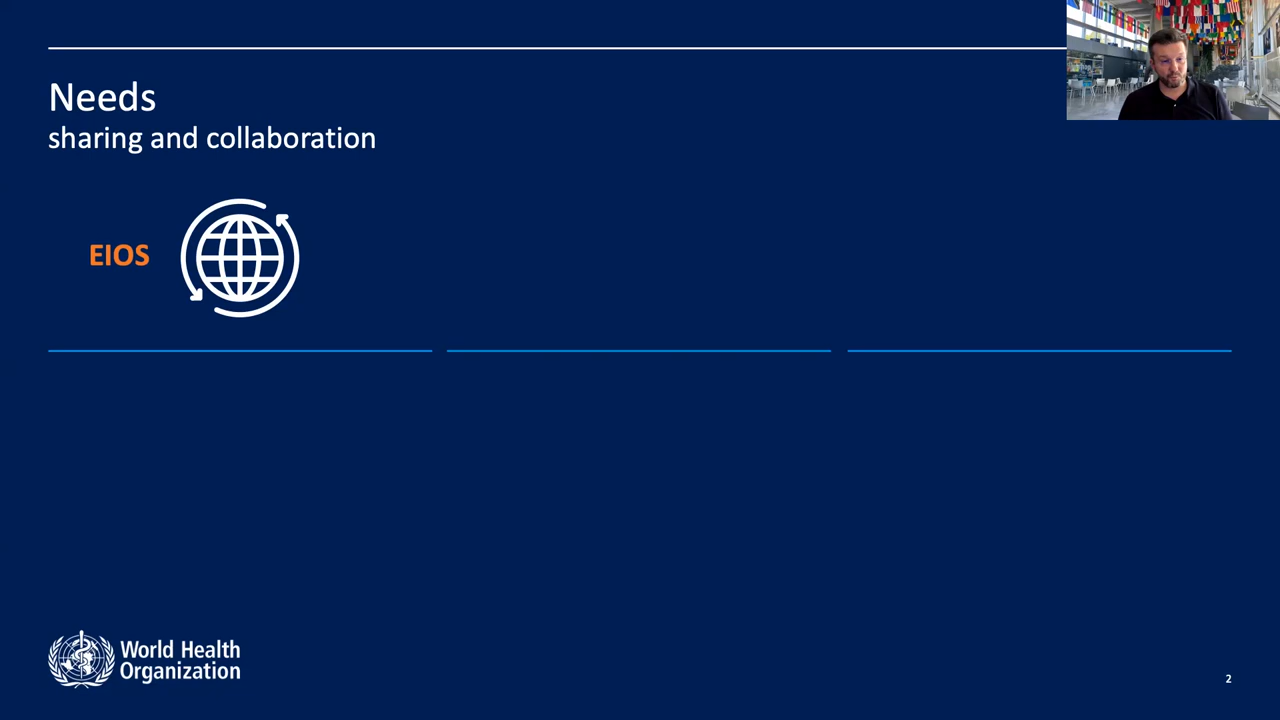 Needs
sharing and collaboration
EIOS
World Health
Organization
2